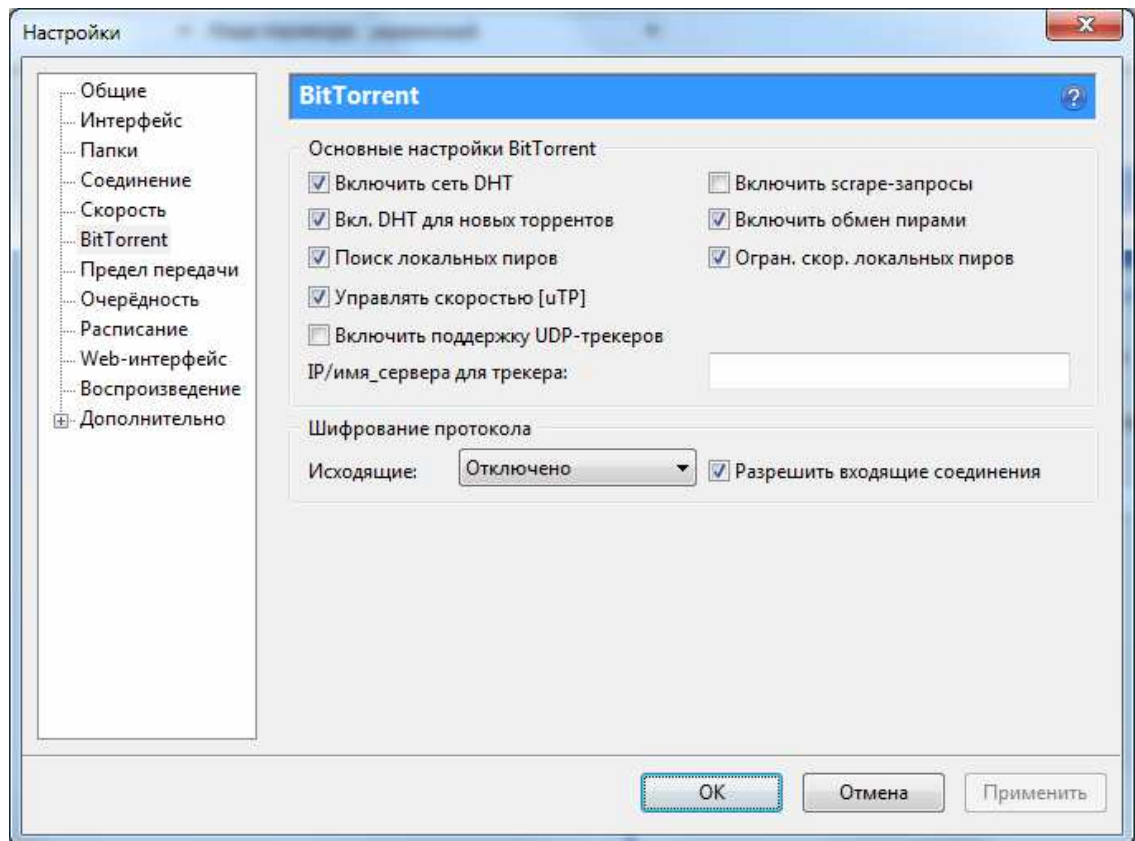 Настройки
Общие
Интерфейс
Папки
Соединение
Скорость
BitTorrent
Предел передачи
Очерёдность
Расписание
Web-интерфейс
Воспроизведение
Дополнительно
BitTorrent
Основные настройки BitTorrent
Включить сеть DHT
Включить scrape-запросы
Вкл. DHT для новых торрентов
Включить обмен пирами
Поиск локальных пиров
Огран. скор. локальных пиров
Управлять скоростью [uTP]
Включить поддержку UDP-трекеров
IP/имя_сервера для трекера:
Шифрование протокола
Исходящие:
Отключено
Разрешить входящие соединения
OK
Отмена
Применить